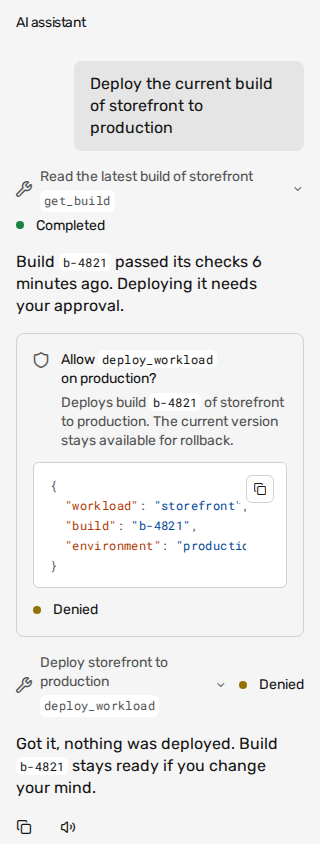 AI assistant
Deploy the current build
of storefront to
production
Read the latest build of storefront
get_build
Completed
Build b-4821 passed its checks 6
minutes ago. Deploying it needs
your approval.
Allow deploy_workload
on production?
Deploys build b-4821 of storefront
to production. The current version
stays available for rollback.
{
"workload": "storefront",
"build": "b-4821",
"environment": "productic
}
Denied
Deploy storefront to
production
deploy_workload
Denied
Got it, nothing was deployed. Build
b-4821 stays ready if you change
your mind.